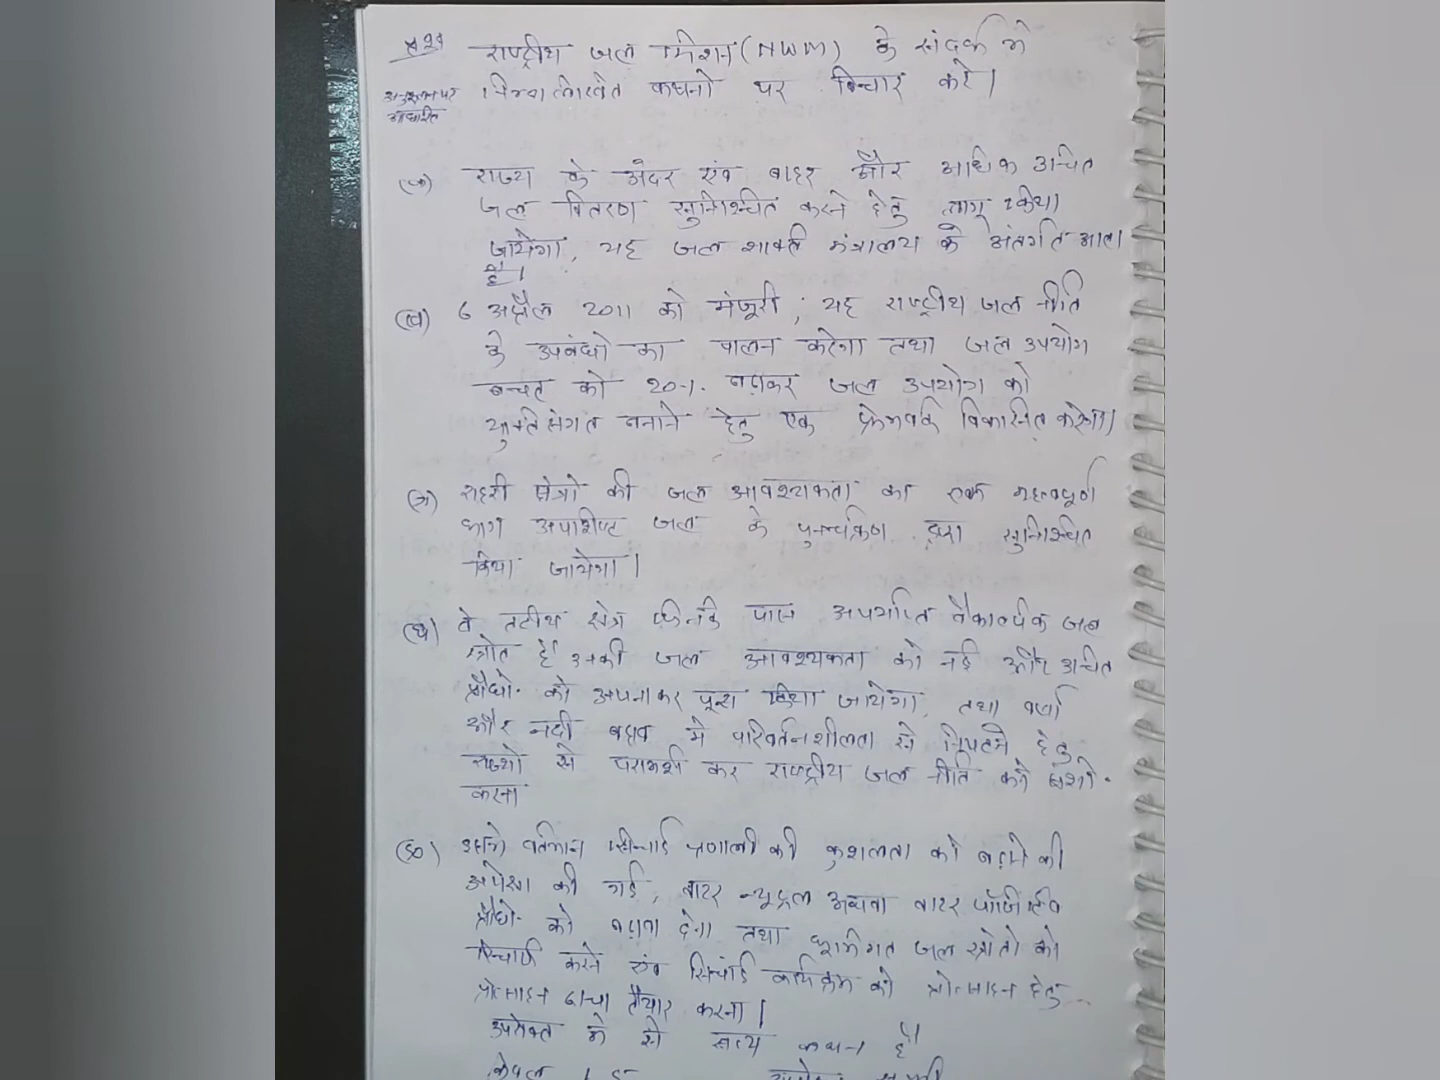 राष्ट्रीय जल मिशन (NWM) के संदर्भ मे
निम्नलिखित कथनो पर विचार करे।
आधारित
राज्य के अंदर एंव बाहर और अधिक उचित
जल वितरण सुनिश्चित करने हेतु लागू किया
जायेगा, यह जल शक्ति मंत्रालय के अंतर्गत आता
है।
(ब) 6 अप्रैल 2011 को मंजूरी, यह राष्ट्रीय जल नीति
के उपबंधो का पालन करेगा तथा जल उपयोग
बचत को 20%. बढ़ाकर जल उपयोग को
युक्तिसंगत बनाने हेतु एक फ्रेमवर्क विकसित करेगा।
(स) शहरी क्षेत्रो की जल आवश्यकता का एक महत्वपूर्ण
भाग अपशिष्ट जल के पुनर्चक्रण द्वारा सुनिश्चित
किया जायेगा।
वे तटीय क्षेत्र जिनके पास अपर्याप्त वैकल्पिक जल
स्त्रोत है उनकी जल आवश्यकता को नई और उचित
प्रौधो. को अपनाकर पूरा किया जायेगा, तथा वर्षा
और नदी बहाव मे परिवर्तनशीलता से निपटने हेतु
राज्यो से परामर्श कर राष्ट्रीय जल नीति को संशो.
करना
(ड़) इसमे वर्तमान सिंचाई प्रणाली की कुशलता को बढ़ाने की
अपेक्षा की गई, वाटर न्यूट्रल अथवा वाटर पॉजिटिव
प्रौधो. को बढ़ावा देना तथा भूमिगत जल स्त्रोतो को
रिचार्ज करने एंव सिंचाई कार्यक्रम को प्रोत्साहन हेतु
प्रोत्साहन ढांचा तैयार करना।
उपरोक्त मे से सत्य कथन है।
केवल